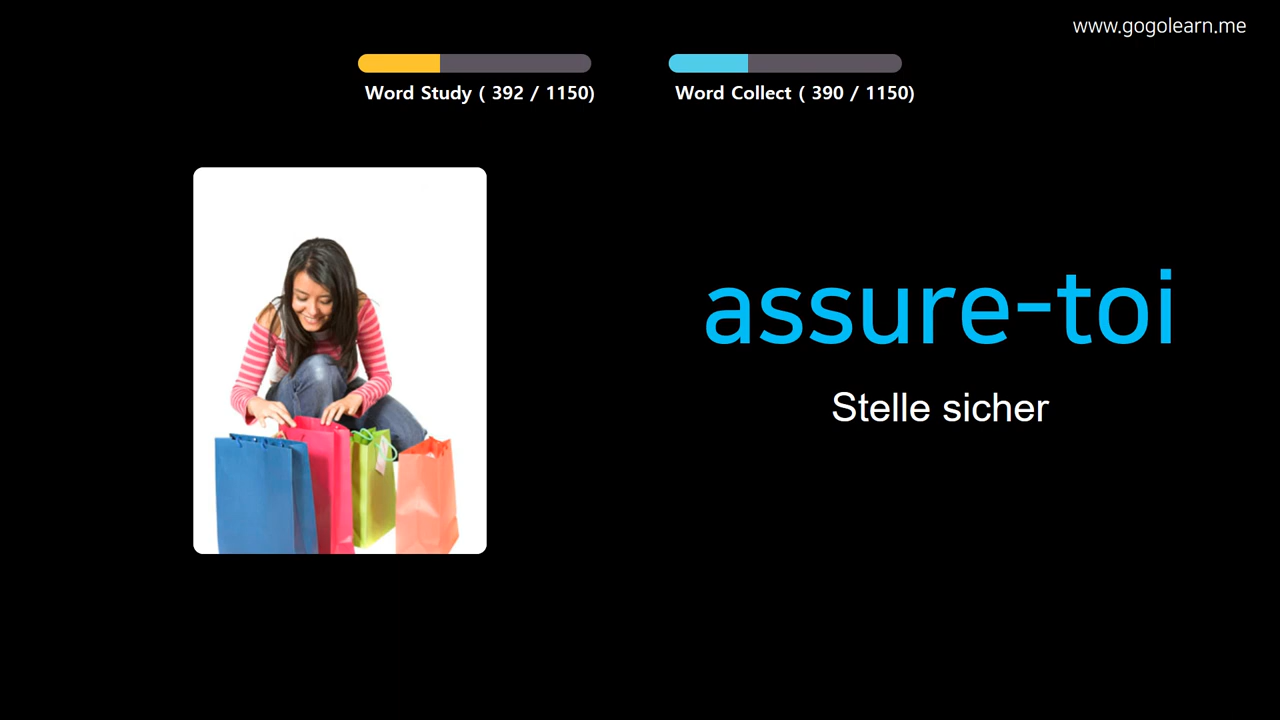 www.gogolearn.me
Word Study ( 392 / 1150)
Word Collect ( 390 / 1150)
assure-toi
Stelle sicher